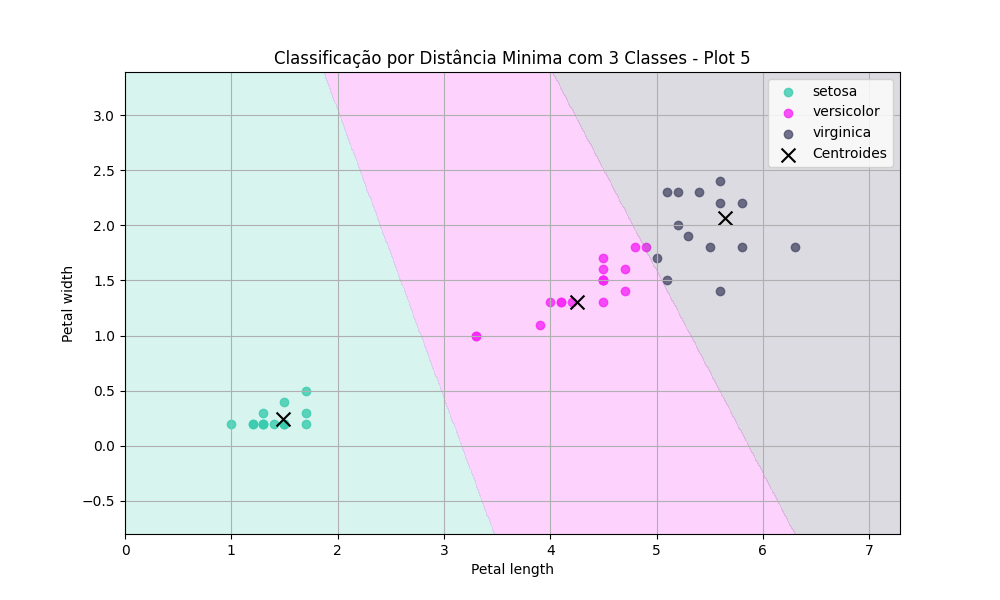 Classificação por Distância Minima com 3 Classes - Plot 5
setosa
versicolor
virginica
Centroides
Petal width
3.0
2.5
2.0
1.5
1.0
0.5
0.0
−0.5
0 1 2 3 4 5 6 7
Petal length